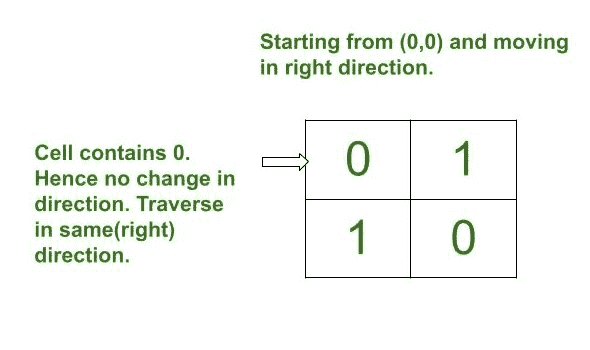 Starting from (0,0) and moving
in right direction.
Cell contains 0.
Hence no change in
direction. Traverse
in same(right)
direction.
0 1
1 0